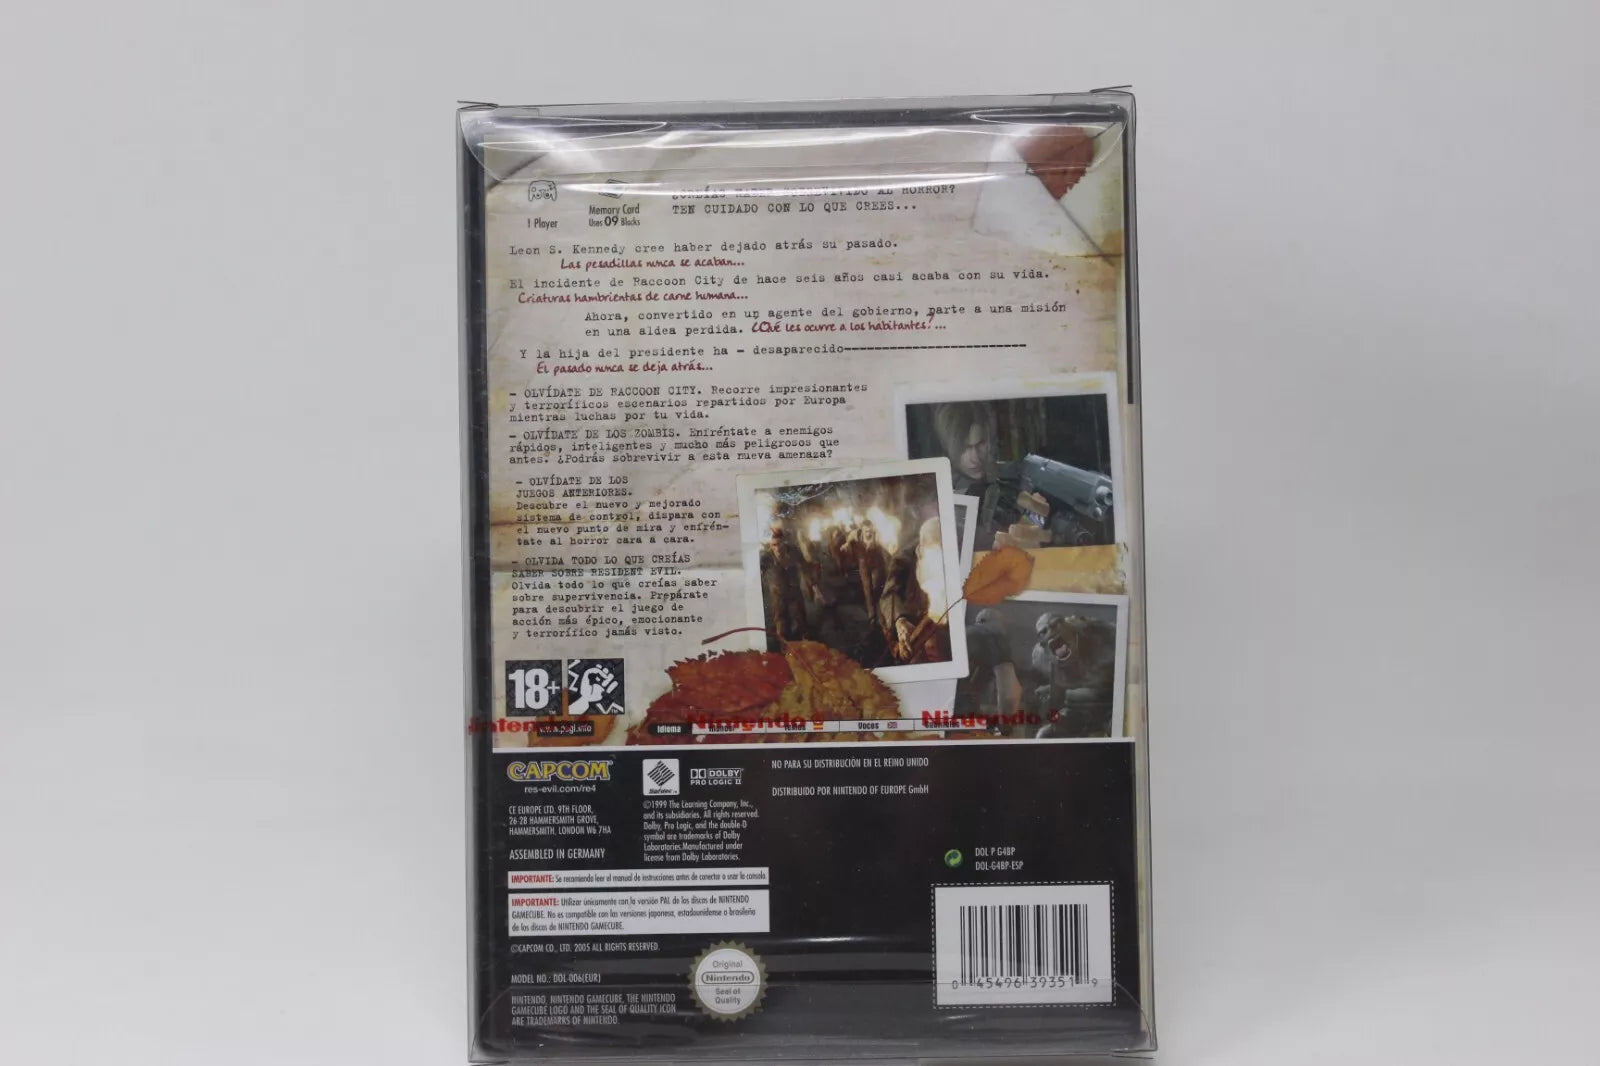 ¿CREÍAS HABER SOBREVIVIDO AL HORROR?
TEN CUIDADO CON LO QUE CREES...
1 Player
Memory Card
Uses 09 Blocks
Leon S. Kennedy cree haber dejado atrás su pasado.
Las pesadillas nunca se acaban...
El incidente de Raccoon City de hace seis años casi acaba con su vida.
Criaturas hambrientas de carne humana...
Ahora, convertido en un agente del gobierno, parte a una misión
en una aldea perdida. ¿Qué les ocurre a los habitantes?...
Y la hija del presidente ha - desaparecido------------------------
El pasado nunca se deja atrás...
- OLVÍDATE DE RACCOON CITY. Recorre impresionantes
y terroríficos escenarios repartidos por Europa
mientras luchas por tu vida.
- OLVÍDATE DE LOS ZOMBIS. Enfréntate a enemigos
rápidos, inteligentes y mucho más peligrosos que
antes. ¿Podrás sobrevivir a esta nueva amenaza?
- OLVÍDATE DE LOS
JUEGOS ANTERIORES.
Descubre el nuevo y mejorado
sistema de control, dispara con
el nuevo punto de mira y enfrén-
tate al horror cara a cara.
- OLVIDA TODO LO QUE CREÍAS
SABER SOBRE RESIDENT EVIL.
Olvida todo lo que creías saber
sobre supervivencia. Prepárate
para descubrir el juego de
acción más épico, emocionante
y terrorífico jamás visto.
18+
www.pegi.info
Idioma Manual Textos Voces
Nintendo Nintendo Nintendo
CAPCOM
res-evil.com/re4
CE EUROPE LTD. 9TH FLOOR,
26-28 HAMMERSMITH GROVE,
HAMMERSMITH, LONDON W6 7HA
ASSEMBLED IN GERMANY
Safedisc™
DOLBY
PRO LOGIC II
©1999 The Learning Company, Inc.,
and its subsidiaries. All rights reserved.
Dolby, Pro Logic, and the double-D
symbol are trademarks of Dolby
Laboratories. Manufactured under
license from Dolby Laboratories.
NO PARA SU DISTRIBUCIÓN EN EL REINO UNIDO
DISTRIBUIDO POR NINTENDO OF EUROPE GmbH
DOL P G4BP
DOL-G4BP-ESP
IMPORTANTE: Se recomienda leer el manual de instrucciones antes de conectar o usar la consola.
IMPORTANTE: Utilizar únicamente con la versión PAL de los discos de NINTENDO
GAMECUBE. No es compatible con las versiones japonesa, estadounidense o brasileña
de los discos de NINTENDO GAMECUBE.
©CAPCOM CO., LTD. 2005 ALL RIGHTS RESERVED.
MODEL NO.: DOL-006(EUR)
NINTENDO, NINTENDO GAMECUBE, THE NINTENDO
GAMECUBE LOGO AND THE SEAL OF QUALITY ICON
ARE TRADEMARKS OF NINTENDO.
Original
Nintendo
Seal of
Quality
0 45496 39351 9